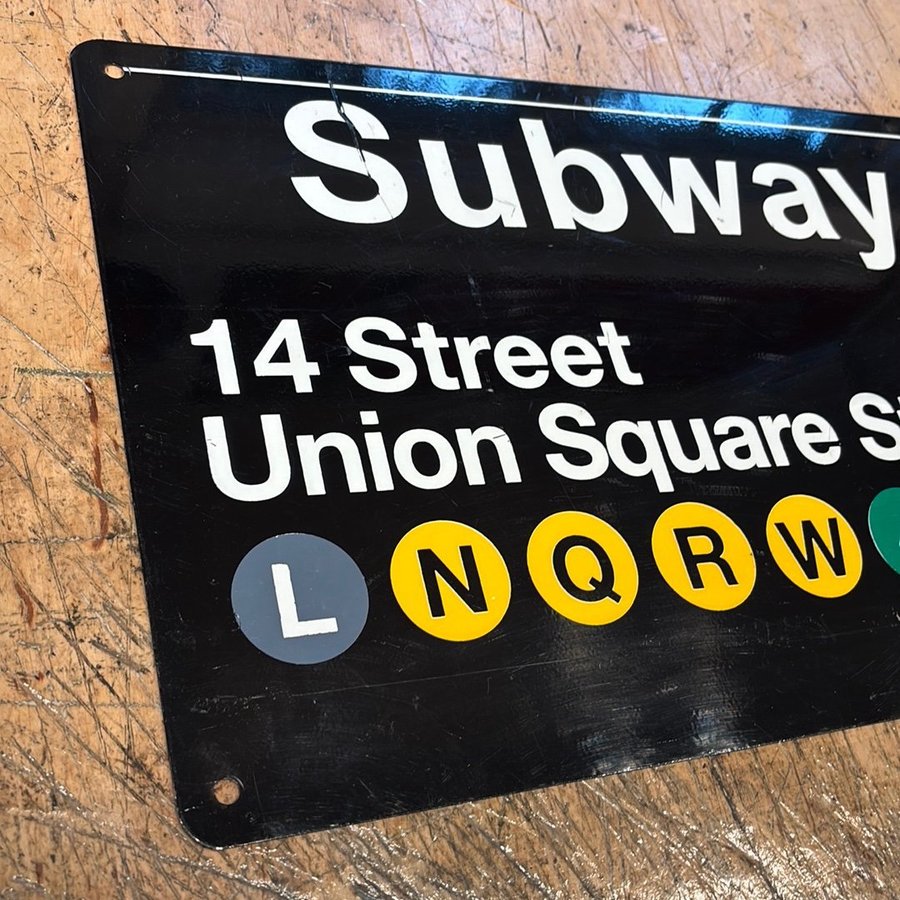 Subway
14 Street
Union Square
L N Q R W